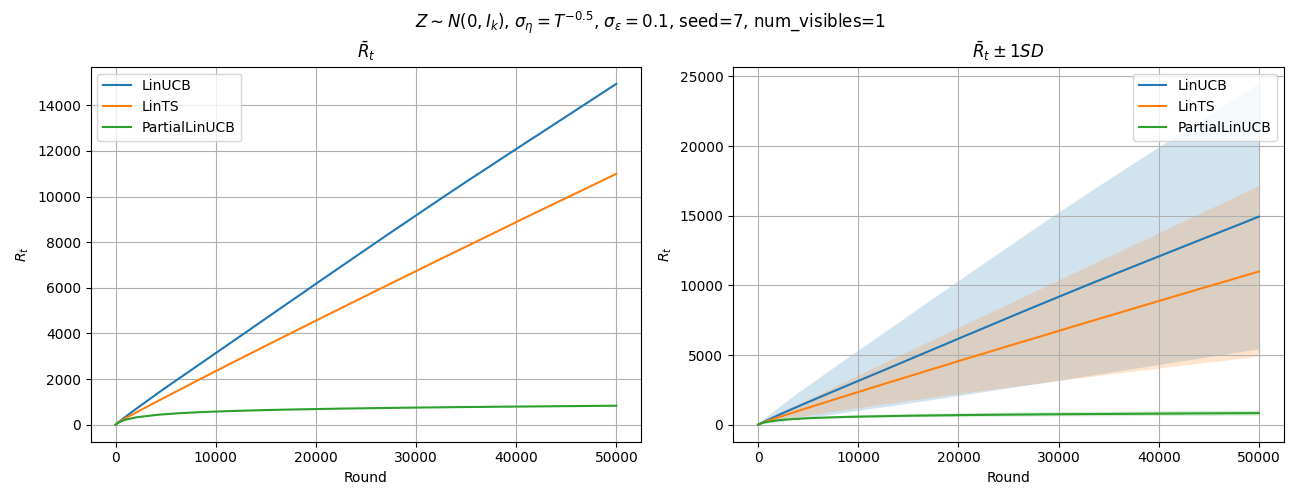 Z ∼ N(0, I_k), σ_η = T^{-0.5}, σ_ε = 0.1, seed=7, num_visibles=1
R̄_t
LinUCB
LinTS
PartialLinUCB
14000
12000
10000
8000
6000
4000
2000
0
R_t
0 10000 20000 30000 40000 50000
Round
R̄_t ± 1SD
LinUCB
LinTS
PartialLinUCB
25000
20000
15000
10000
5000
0
R_t
0 10000 20000 30000 40000 50000
Round